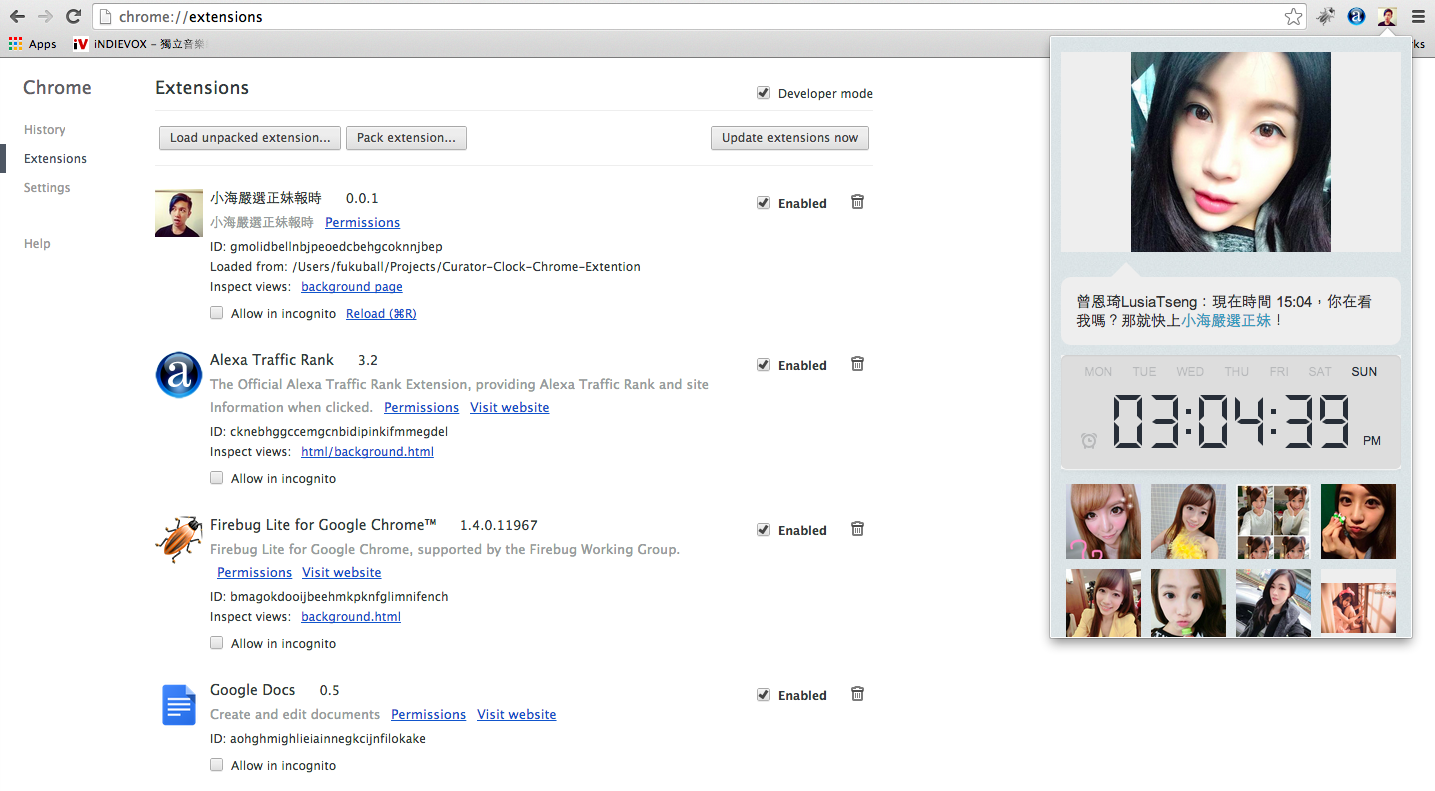 chrome://extensions
Apps iNDIEVOX – 獨立音樂
Chrome
History
Extensions
Settings
Help
Extensions
Developer mode
Load unpacked extension... Pack extension... Update extensions now
小海嚴選正妹報時 0.0.1
Enabled
小海嚴選正妹報時 Permissions
ID: gmolidbellnbjpeoedcbehgcoknnjbep
Loaded from: /Users/fukuball/Projects/Curator-Clock-Chrome-Extention
Inspect views: background page
Allow in incognito Reload (⌘R)
Alexa Traffic Rank 3.2
Enabled
The Official Alexa Traffic Rank Extension, providing Alexa Traffic Rank and site
Information when clicked. Permissions Visit website
ID: cknebhggccemgcnbidipinkifmmegdel
Inspect views: html/background.html
Allow in incognito
Firebug Lite for Google Chrome™ 1.4.0.11967
Enabled
Firebug Lite for Google Chrome, supported by the Firebug Working Group.
Permissions Visit website
ID: bmagokdooijbeehmkpknfglimnifench
Inspect views: background.html
Allow in incognito
Google Docs 0.5
Enabled
Create and edit documents Permissions Visit website
ID: aohghmighlieiainnegkcijnfilokake
Allow in incognito
曾恩琦LusiaTseng：現在時間 15:04，你在看
我嗎？那就快上小海嚴選正妹！
MON TUE WED THU FRI SAT SUN
03:04:39 PM